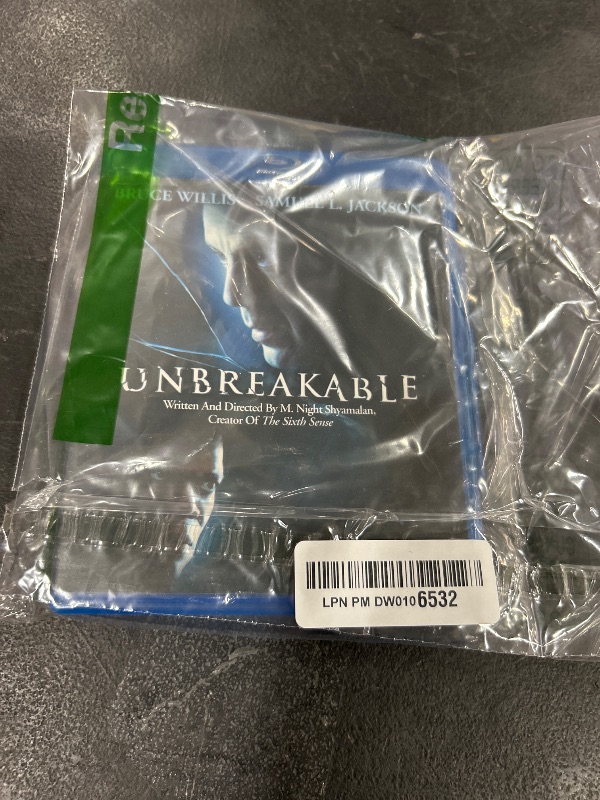 Re
BRUCE WILLIS SAMUEL L. JACKSON
UNBREAKABLE
Written And Directed By M. Night Shyamalan,
Creator Of The Sixth Sense
LPN PM DW0106532